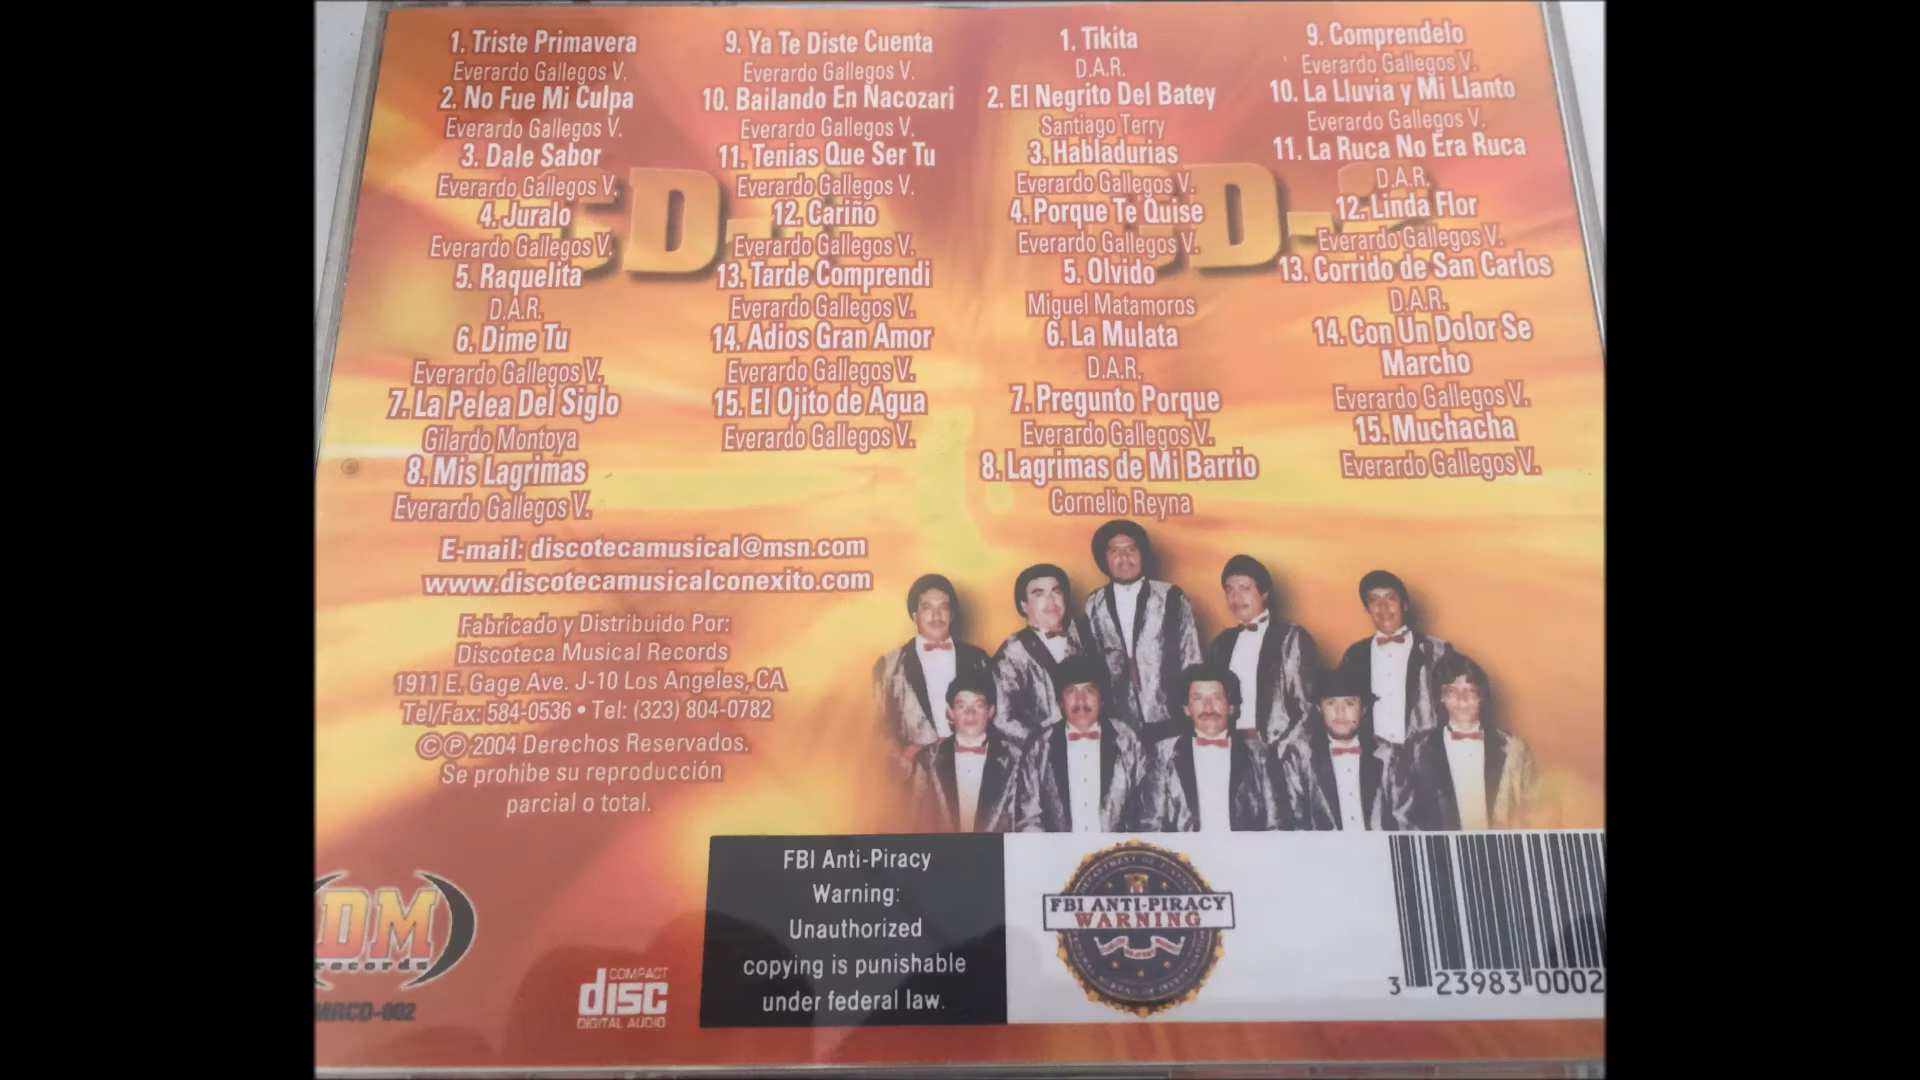 1. Triste Primavera
Everardo Gallegos V.
2. No Fue Mi Culpa
Everardo Gallegos V.
3. Dale Sabor
Everardo Gallegos V.
4. Juralo
Everardo Gallegos V.
5. Raquelita
D.A.R.
6. Dime Tu
Everardo Gallegos V.
7. La Pelea Del Siglo
Gilardo Montoya
8. Mis Lagrimas
Everardo Gallegos V.
9. Ya Te Diste Cuenta
Everardo Gallegos V.
10. Bailando En Nacozari
Everardo Gallegos V.
11. Tenias Que Ser Tu
Everardo Gallegos V.
12. Cariño
Everardo Gallegos V.
13. Tarde Comprendi
Everardo Gallegos V.
14. Adios Gran Amor
Everardo Gallegos V.
15. El Ojito de Agua
Everardo Gallegos V.
1. Tikita
D.A.R.
2. El Negrito Del Batey
Santiago Terry
3. Habladurias
Everardo Gallegos V.
4. Porque Te Quise
Everardo Gallegos V.
5. Olvido
Miguel Matamoros
6. La Mulata
D.A.R.
7. Pregunto Porque
Everardo Gallegos V.
8. Lagrimas de Mi Barrio
Cornelio Reyna
9. Comprendelo
Everardo Gallegos V.
10. La Lluvia y Mi Llanto
Everardo Gallegos V.
11. La Ruca No Era Ruca
D.A.R.
12. Linda Flor
Everardo Gallegos V.
13. Corrido de San Carlos
D.A.R.
14. Con Un Dolor Se
Marcho
Everardo Gallegos V.
15. Muchacha
Everardo Gallegos V.
E-mail: discotecamusical@msn.com
www.discotecamusicalconexito.com
Fabricado y Distribuido Por:
Discoteca Musical Records
1911 E. Gage Ave. J-10 Los Angeles, CA
Tel/Fax: 584-0536 • Tel: (323) 804-0782
©℗ 2004 Derechos Reservados.
Se prohibe su reproducción
parcial o total.
DM
records
COMPACT
disc
DIGITAL AUDIO
FBI Anti-Piracy
Warning:
Unauthorized
copying is punishable
under federal law.
FBI ANTI-PIRACY
WARNING
3 23983 0002